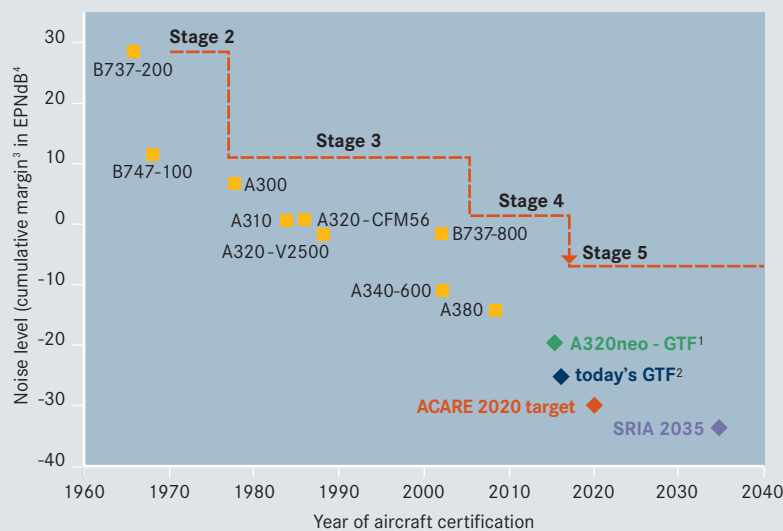 Noise level (cumulative margin³ in EPNdB⁴
30
20
10
0
-10
-20
-30
-40
Stage 2
B737-200
B747-100
Stage 3
A300
A310
A320-CFM56
A320-V2500
Stage 4
B737-800
Stage 5
A340-600
A380
A320neo - GTF¹
today's GTF²
ACARE 2020 target
SRIA 2035
1960
1970
1980
1990
2000
2010
2020
2030
2040
Year of aircraft certification